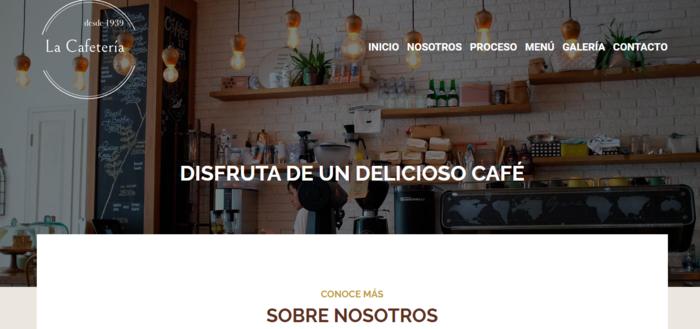 desde 1939
La Cafetería
INICIO NOSOTROS PROCESO MENÚ GALERÍA CONTACTO
COFFEE
DISFRUTA DE UN DELICIOSO CAFÉ
CONOCE MÁS
SOBRE NOSOTROS